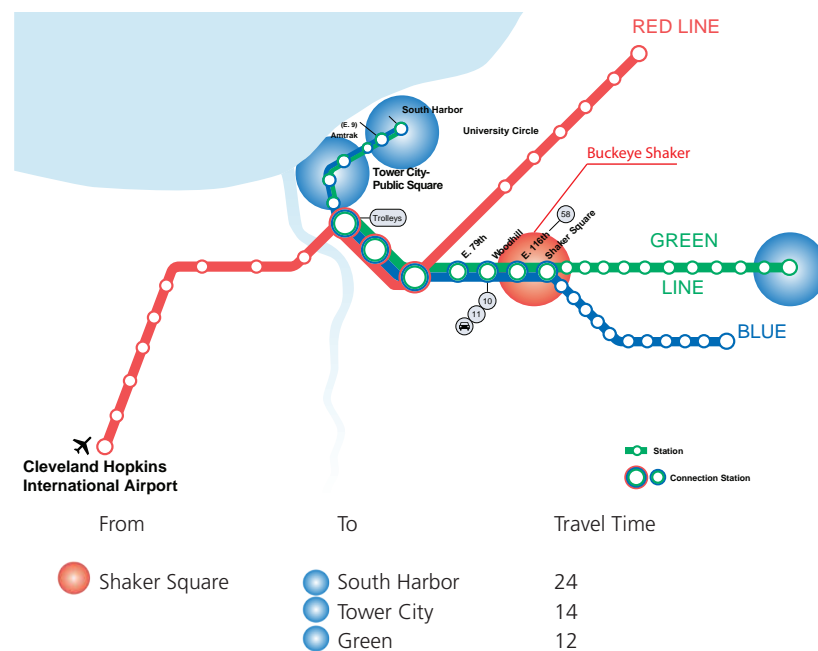 RED LINE
South Harbor
(E. 9)
Amtrak
University Circle
Buckeye Shaker
Tower City-
Public Square
Trolleys
58
E. 79th
Woodhill
E. 116th
Shaker Square
GREEN
LINE
10
11
BLUE
Cleveland Hopkins
International Airport
Station
Connection Station
From To Travel Time
Shaker Square South Harbor 24
Tower City 14
Green 12